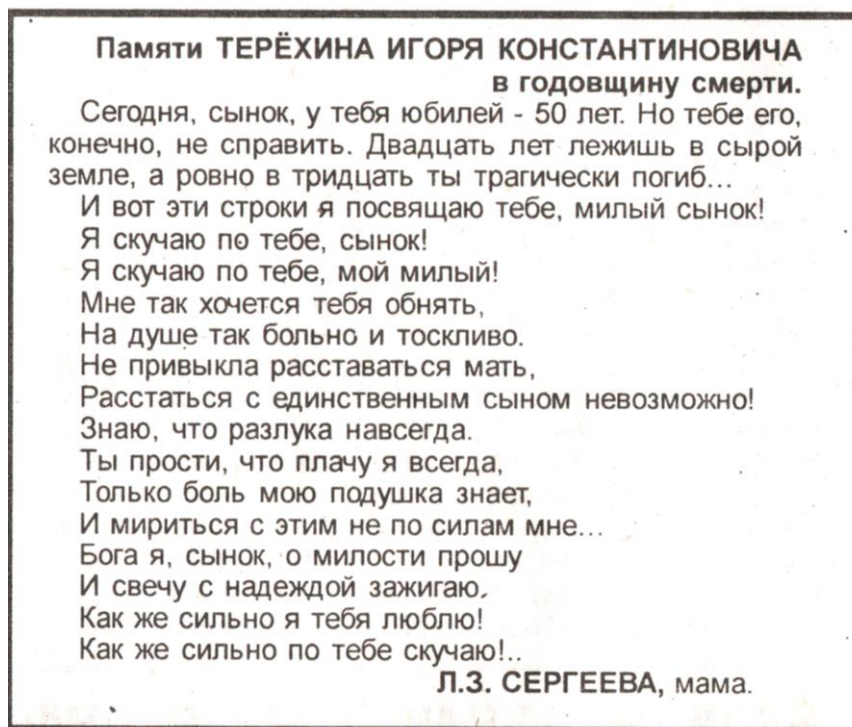 Памяти ТЕРЁХИНА ИГОРЯ КОНСТАНТИНОВИЧА
в годовщину смерти.
Сегодня, сынок, у тебя юбилей - 50 лет. Но тебе его,
конечно, не справить. Двадцать лет лежишь в сырой
земле, а ровно в тридцать ты трагически погиб...
И вот эти строки я посвящаю тебе, милый сынок!
Я скучаю по тебе, сынок!
Я скучаю по тебе, мой милый!
Мне так хочется тебя обнять,
На душе так больно и тоскливо.
Не привыкла расставаться мать,
Расстаться с единственным сыном невозможно!
Знаю, что разлука навсегда.
Ты прости, что плачу я всегда,
Только боль мою подушка знает,
И мириться с этим не по силам мне...
Бога я, сынок, о милости прошу
И свечу с надеждой зажигаю.
Как же сильно я тебя люблю!
Как же сильно по тебе скучаю!..
Л.З. СЕРГЕЕВА, мама.